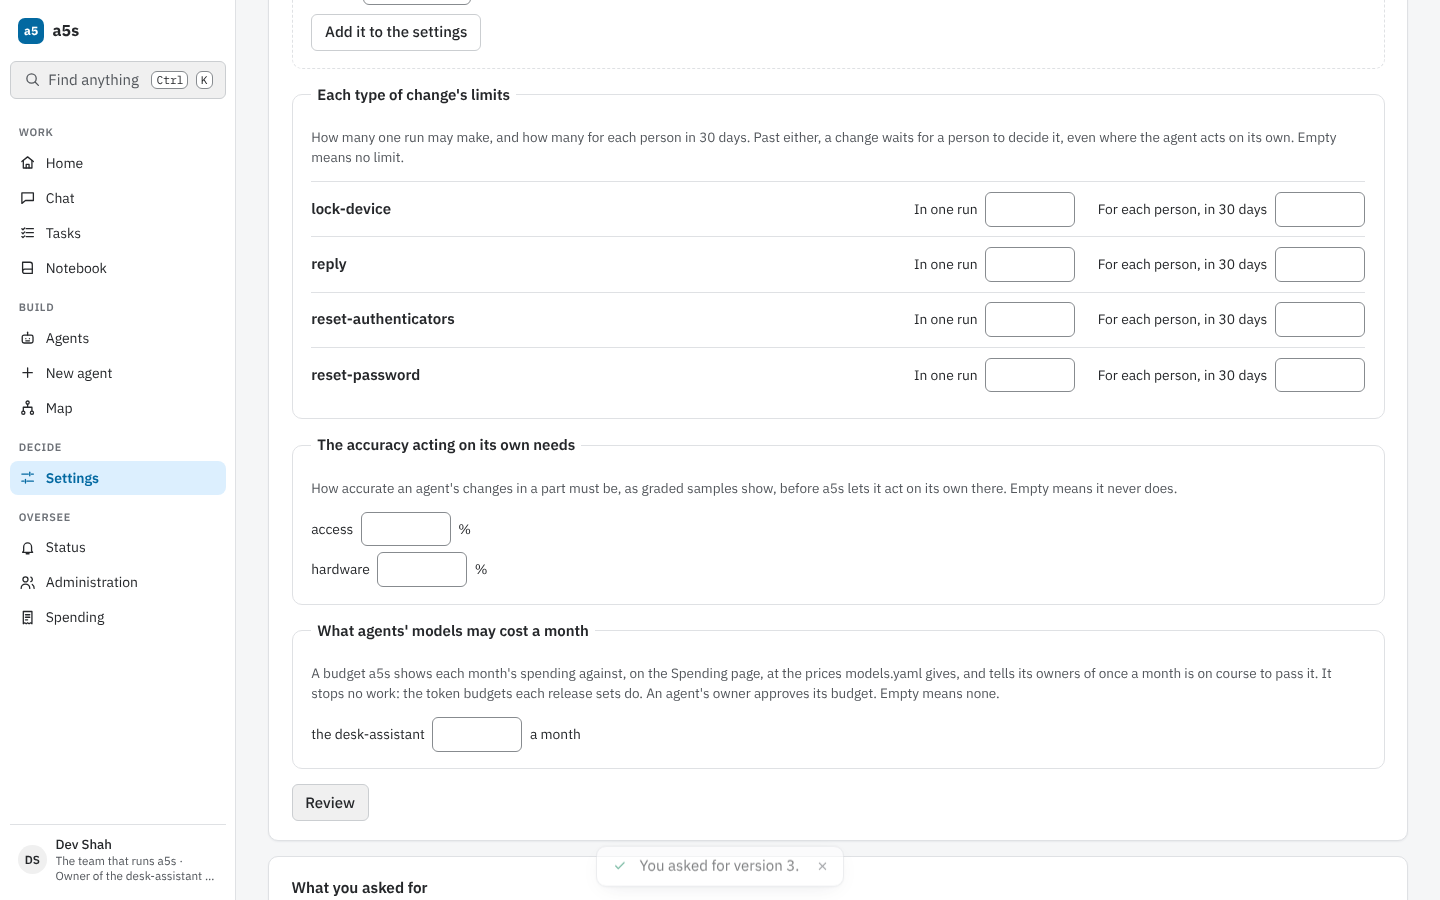 a5 a5s
Find anything Ctrl K
WORK
Home
Chat
Tasks
Notebook
BUILD
Agents
New agent
Map
DECIDE
Settings
OVERSEE
Status
Administration
Spending
DS
Dev Shah
The team that runs a5s ·
Owner of the desk-assistant ...
Add it to the settings
Each type of change's limits
How many one run may make, and how many for each person in 30 days. Past either, a change waits for a person to decide it, even where the agent acts on its own. Empty
means no limit.
lock-device In one run For each person, in 30 days
reply In one run For each person, in 30 days
reset-authenticators In one run For each person, in 30 days
reset-password In one run For each person, in 30 days
The accuracy acting on its own needs
How accurate an agent's changes in a part must be, as graded samples show, before a5s lets it act on its own there. Empty means it never does.
access %
hardware %
What agents' models may cost a month
A budget a5s shows each month's spending against, on the Spending page, at the prices models.yaml gives, and tells its owners of once a month is on course to pass it. It
stops no work: the token budgets each release sets do. An agent's owner approves its budget. Empty means none.
the desk-assistant a month
Review
You asked for version 3. ×
What you asked for